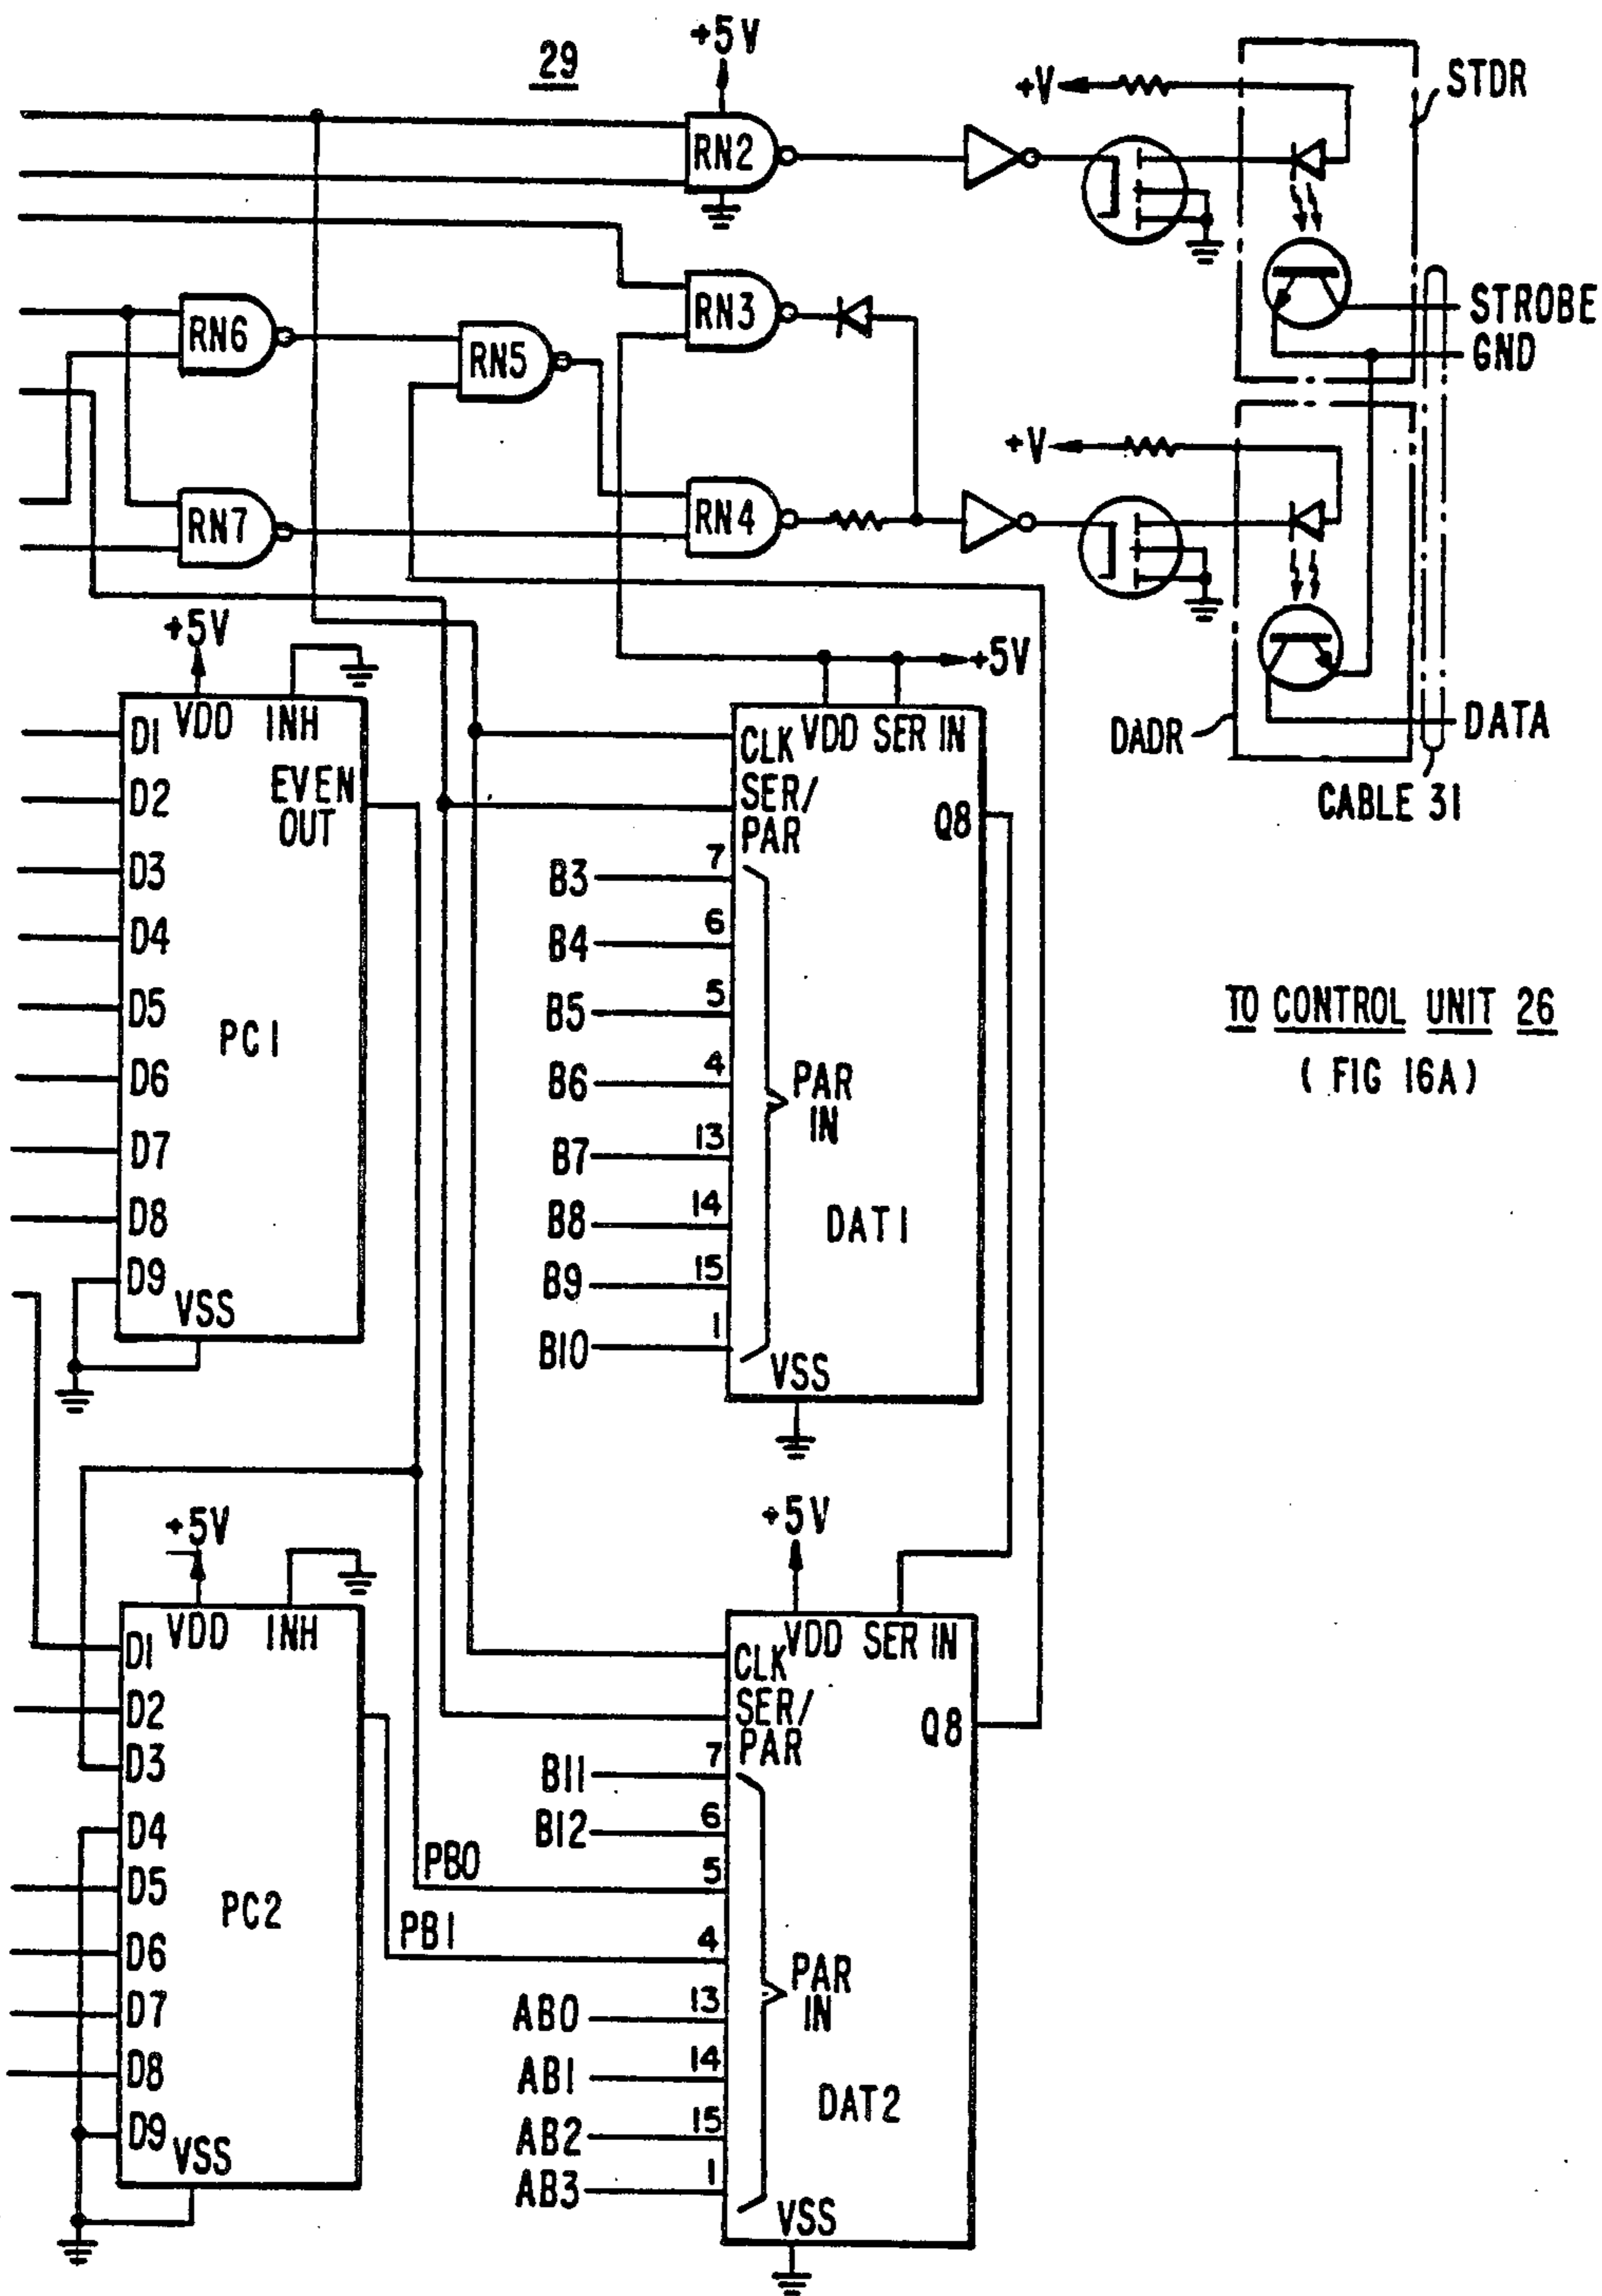 29
+5V
RN2
+V
STDR
RN6
RN5
RN3
STROBE
GND
+V
RN7
RN4
DADR
DATA
CABLE 31
+5V
VDD INH
D1
D2
EVEN
OUT
D3
D4
D5
PC1
D6
D7
D8
D9
VSS
+5V
VDD SER IN
CLK
SER/
PAR
Q8
B3 7
B4 6
B5 5
B6 4
PAR
IN
B7 13
B8 14
DAT1
B9 15
B10 1
VSS
TO CONTROL UNIT 26
( FIG 16A)
+5V
VDD INH
D1
D2
D3
D4
D5
PC2
D6
D7
D8
D9
VSS
PB0
PB1
+5V
VDD SER IN
CLK
SER/
PAR
Q8
B11 7
B12 6
5
4
PAR
IN
AB0 13
AB1 14
DAT2
AB2 15
AB3 1
VSS